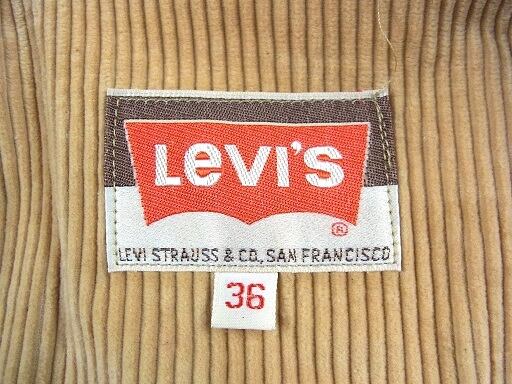 LEVI'S
®
LEVI STRAUSS & CO., SAN FRANCISCO
36